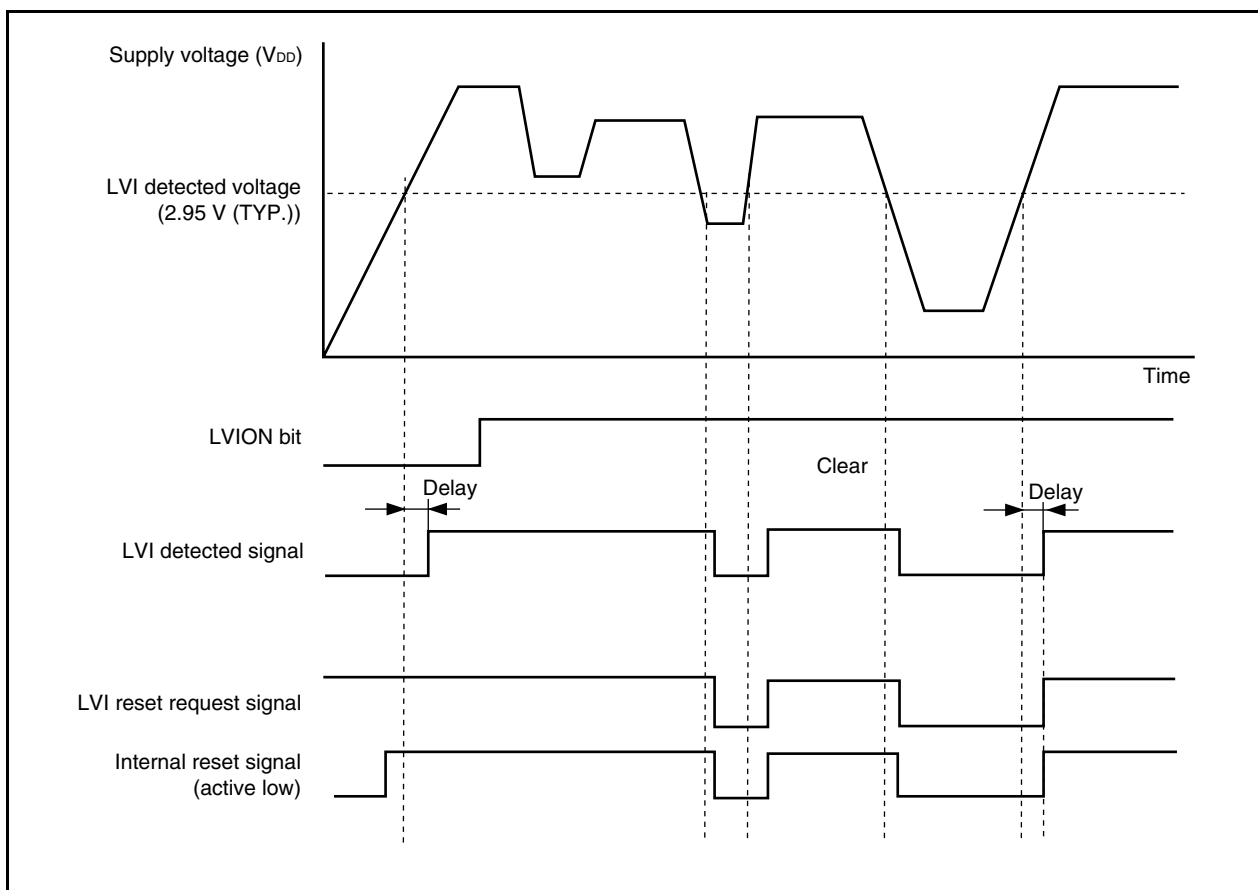 Supply voltage (VDD)
LVI detected voltage
(2.95 V (TYP.))
Time
LVION bit
Clear
Delay
Delay
LVI detected signal
LVI reset request signal
Internal reset signal
(active low)